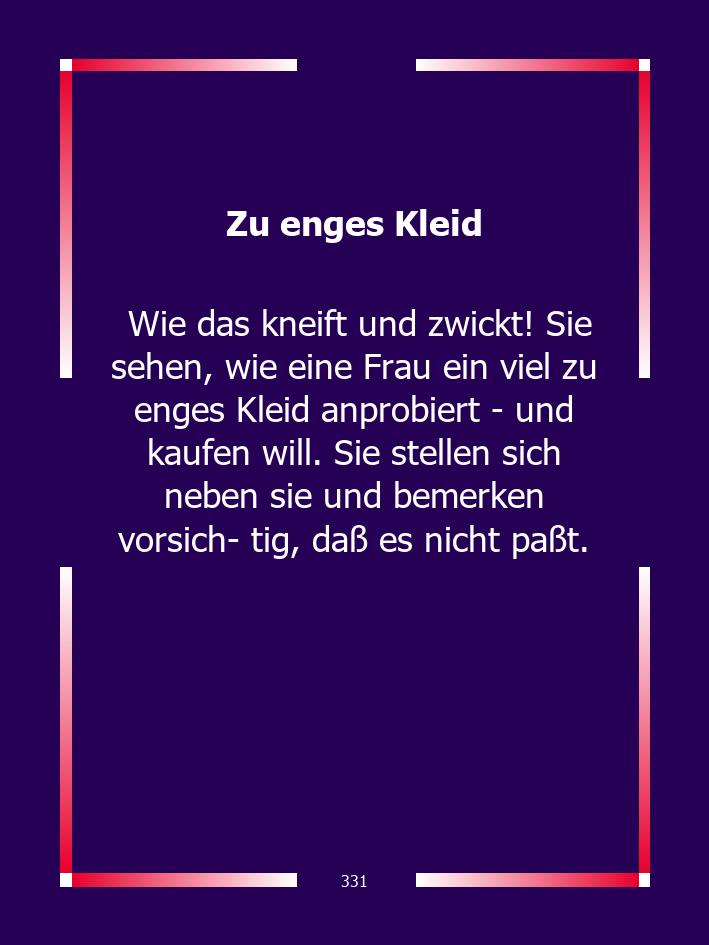 Zu enges Kleid
Wie das kneift und zwickt! Sie
sehen, wie eine Frau ein viel zu
enges Kleid anprobiert - und
kaufen will. Sie stellen sich
neben sie und bemerken
vorsich- tig, daß es nicht paßt.
331